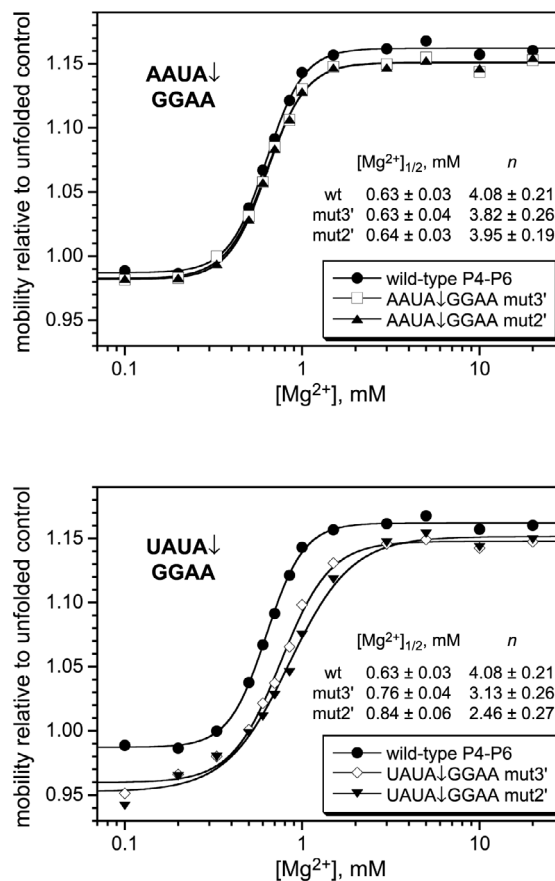 mobility relative to unfolded control
1.15
1.10
1.05
1.00
0.95
AAUA↓
GGAA
[Mg²⁺]₁/₂, mM n
wt 0.63 ± 0.03 4.08 ± 0.21
mut3' 0.63 ± 0.04 3.82 ± 0.26
mut2' 0.64 ± 0.03 3.95 ± 0.19
wild-type P4-P6
AAUA↓GGAA mut3'
AAUA↓GGAA mut2'
0.1 1 10
[Mg²⁺], mM
mobility relative to unfolded control
1.15
1.10
1.05
1.00
0.95
UAUA↓
GGAA
[Mg²⁺]₁/₂, mM n
wt 0.63 ± 0.03 4.08 ± 0.21
mut3' 0.76 ± 0.04 3.13 ± 0.26
mut2' 0.84 ± 0.06 2.46 ± 0.27
wild-type P4-P6
UAUA↓GGAA mut3'
UAUA↓GGAA mut2'
0.1 1 10
[Mg²⁺], mM